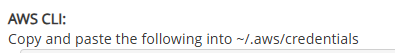 AWS CLI:
Copy and paste the following into ~/.aws/credentials